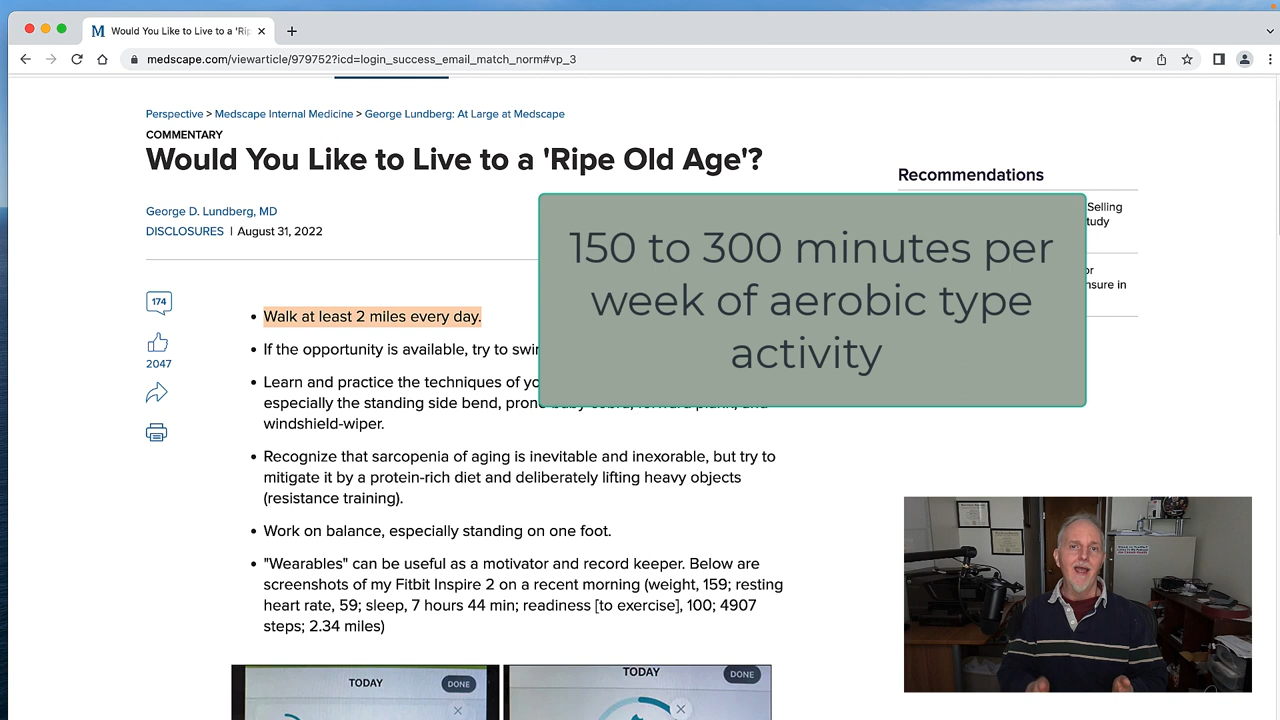 M Would You Like to Live to a 'Rip
medscape.com/viewarticle/979752?icd=login_success_email_match_norm#vp_3
Perspective > Medscape Internal Medicine > George Lundberg: At Large at Medscape
COMMENTARY
Would You Like to Live to a 'Ripe Old Age'?
George D. Lundberg, MD
DISCLOSURES | August 31, 2022
Recommendations
Selling
nsure in
150 to 300 minutes per
week of aerobic type
activity
174
2047
• Walk at least 2 miles every day.
• If the opportunity is available, try to
• Learn and practice the techniques of
especially the standing side bend,
windshield-wiper.
• Recognize that sarcopenia of aging is inevitable and inexorable, but try to
mitigate it by a protein-rich diet and deliberately lifting heavy objects
(resistance training).
• Work on balance, especially standing on one foot.
• "Wearables" can be useful as a motivator and record keeper. Below are
screenshots of my Fitbit Inspire 2 on a recent morning (weight, 159; resting
heart rate, 59; sleep, 7 hours 44 min; readiness [to exercise], 100; 4907
steps; 2.34 miles)
TODAY DONE
TODAY DONE